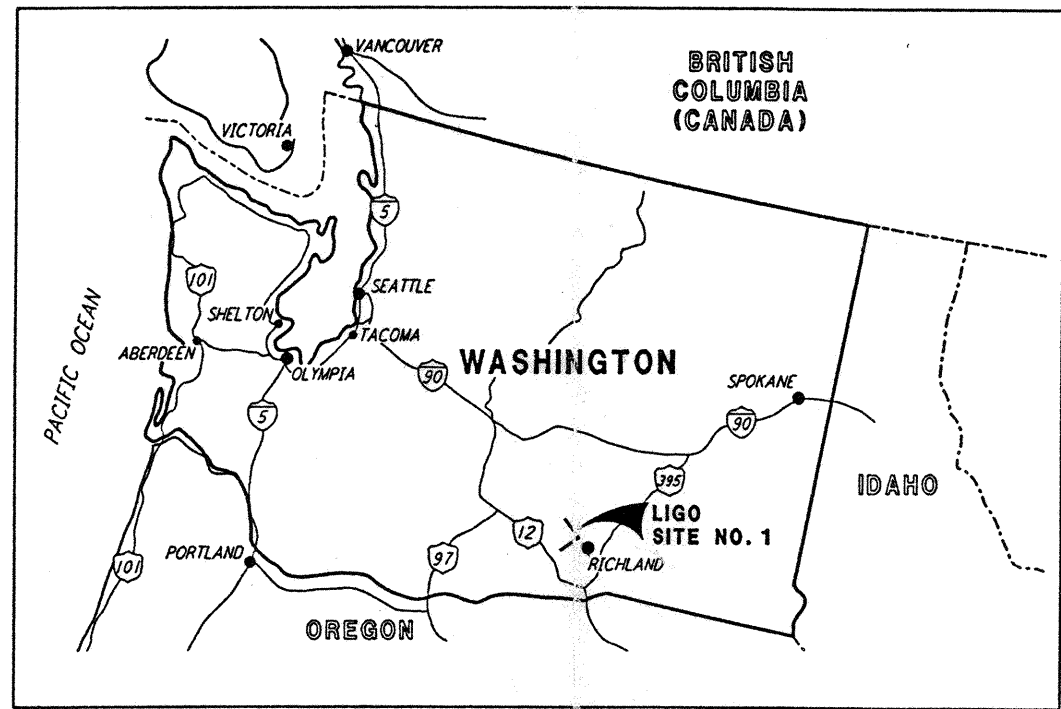 VANCOUVER
BRITISH
COLUMBIA
(CANADA)
VICTORIA
5
101
SEATTLE
SHELTON
PACIFIC OCEAN
ABERDEEN
TACOMA
OLYMPIA
WASHINGTON
90
SPOKANE
5
90
395
IDAHO
LIGO
SITE NO. 1
12
RICHLAND
PORTLAND
97
101
OREGON